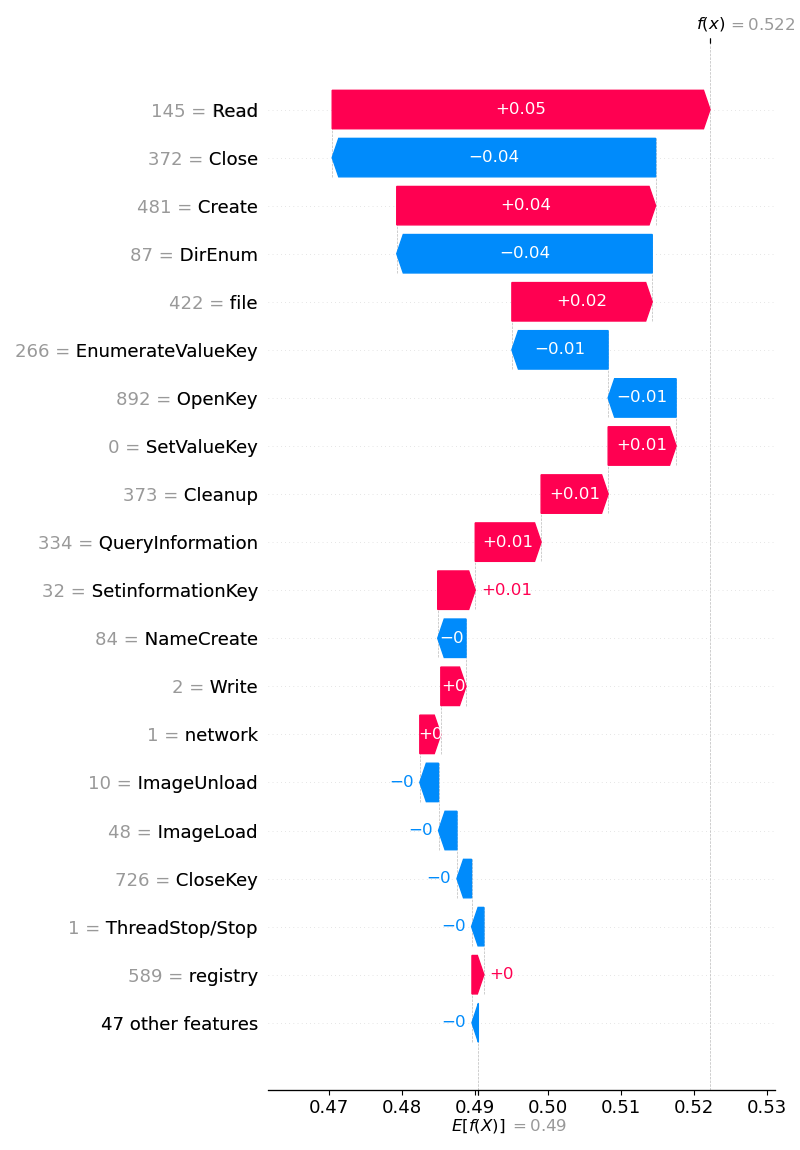 f(x) = 0.522
145 = Read +0.05
372 = Close −0.04
481 = Create +0.04
87 = DirEnum −0.04
422 = file +0.02
266 = EnumerateValueKey −0.01
892 = OpenKey −0.01
0 = SetValueKey +0.01
373 = Cleanup +0.01
334 = QueryInformation +0.01
32 = SetinformationKey +0.01
84 = NameCreate −0
2 = Write +0
1 = network +0
10 = ImageUnload −0
48 = ImageLoad −0
726 = CloseKey −0
1 = ThreadStop/Stop −0
589 = registry +0
47 other features −0
0.47 0.48 0.49 0.50 0.51 0.52 0.53
E[f(X)] = 0.49